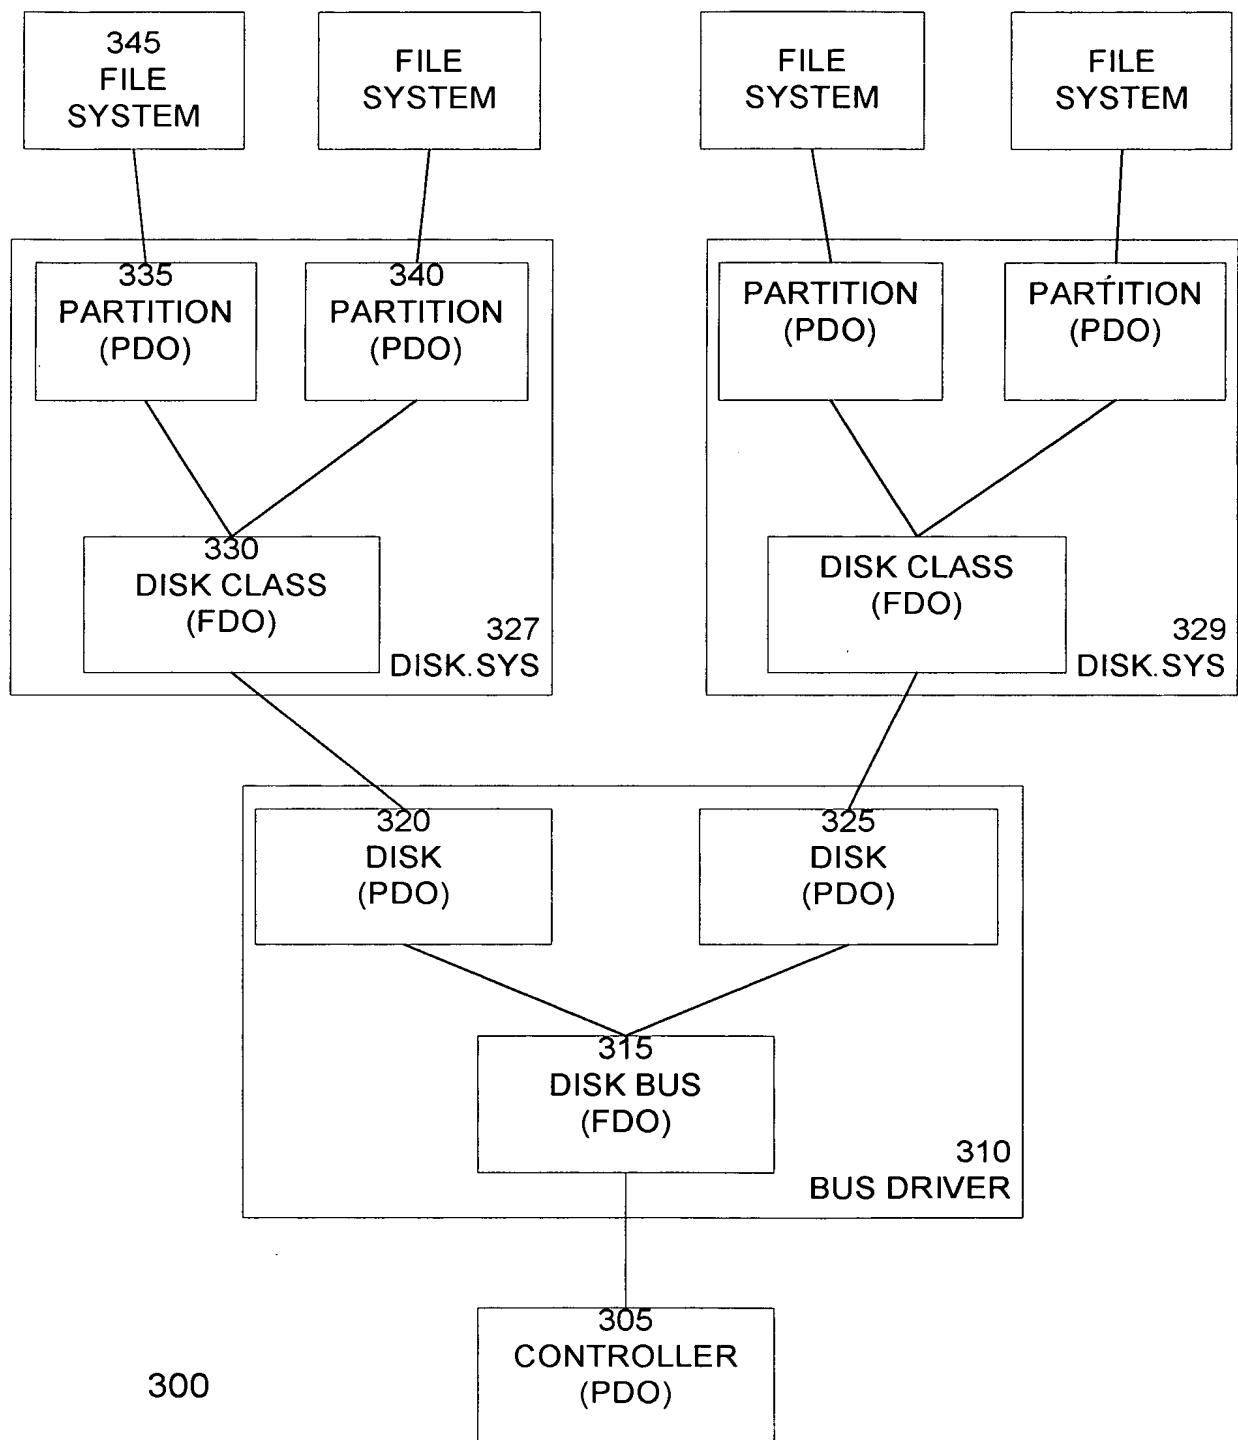 345
FILE
SYSTEM
FILE
SYSTEM
FILE
SYSTEM
FILE
SYSTEM
335
PARTITION
(PDO)
340
PARTITION
(PDO)
PARTITION
(PDO)
PARTITION
(PDO)
330
DISK CLASS
(FDO)
327
DISK.SYS
DISK CLASS
(FDO)
329
DISK.SYS
320
DISK
(PDO)
325
DISK
(PDO)
315
DISK BUS
(FDO)
310
BUS DRIVER
305
CONTROLLER
(PDO)
300